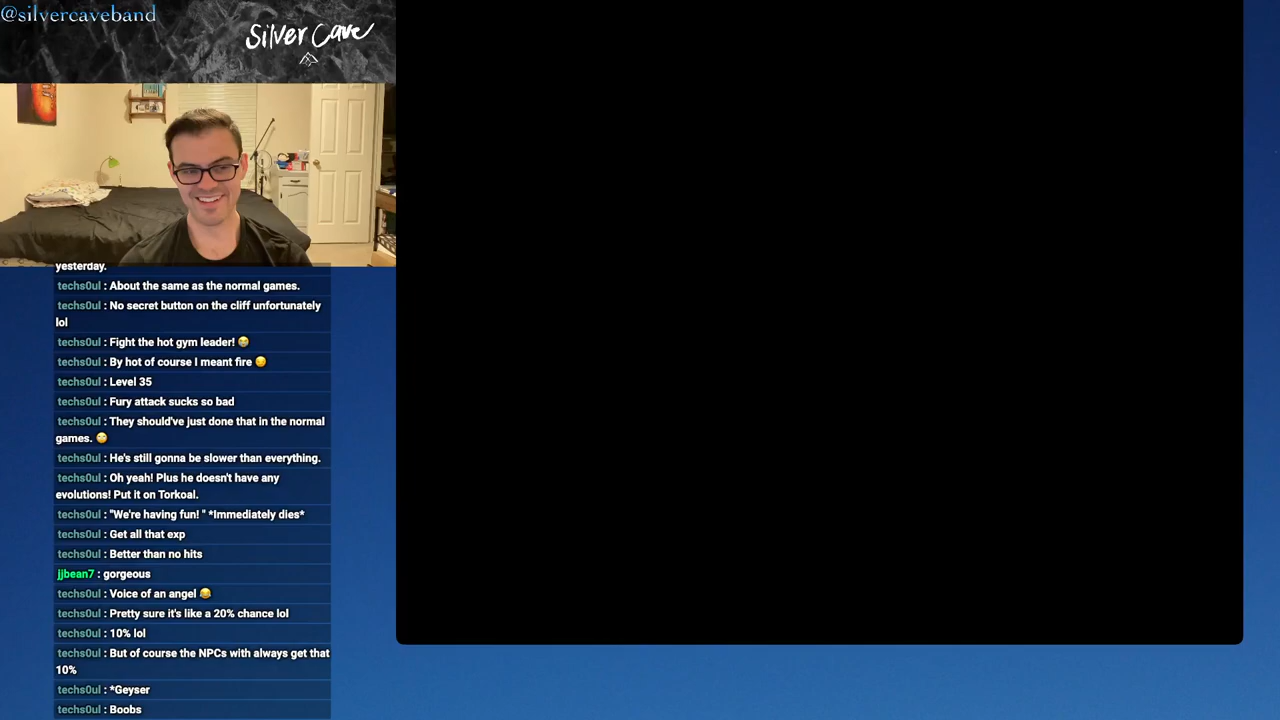 @silvercaveband
Silver Cave
yesterday.
techs0ul : About the same as the normal games.
techs0ul : No secret button on the cliff unfortunately
lol
techs0ul : Fight the hot gym leader! 😭
techs0ul : By hot of course I meant fire 😏
techs0ul : Level 35
techs0ul : Fury attack sucks so bad
techs0ul : They should've just done that in the normal
games. 🙄
techs0ul : He's still gonna be slower than everything.
techs0ul : Oh yeah! Plus he doesn't have any
evolutions! Put it on Torkoal.
techs0ul : "We're having fun! " *Immediately dies*
techs0ul : Get all that exp
techs0ul : Better than no hits
jjbean7 : gorgeous
techs0ul : Voice of an angel 😂
techs0ul : Pretty sure it's like a 20% chance lol
techs0ul : 10% lol
techs0ul : But of course the NPCs with always get that
10%
techs0ul : *Geyser
techs0ul : Boobs